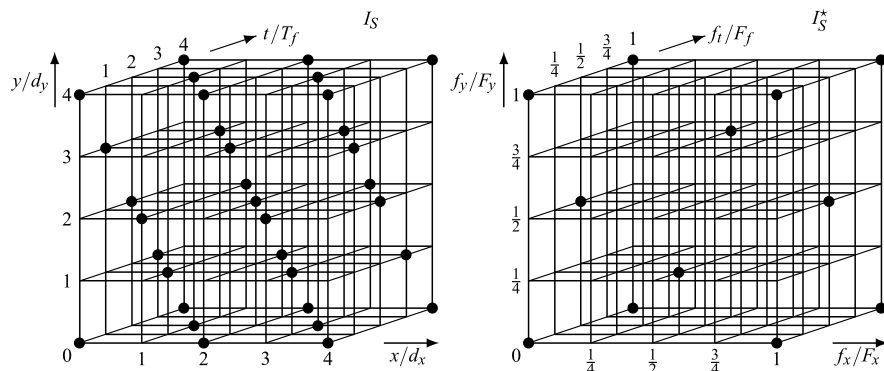 I_S
t/T_f
y/d_y
1 2 3 4
4
3
2
1
0
1 2 3 4
x/d_x
I_S^⋆
f_t/F_f
f_y/F_y
1/4 1/2 3/4 1
1
3/4
1/2
1/4
0
1/4 1/2 3/4 1
f_x/F_x